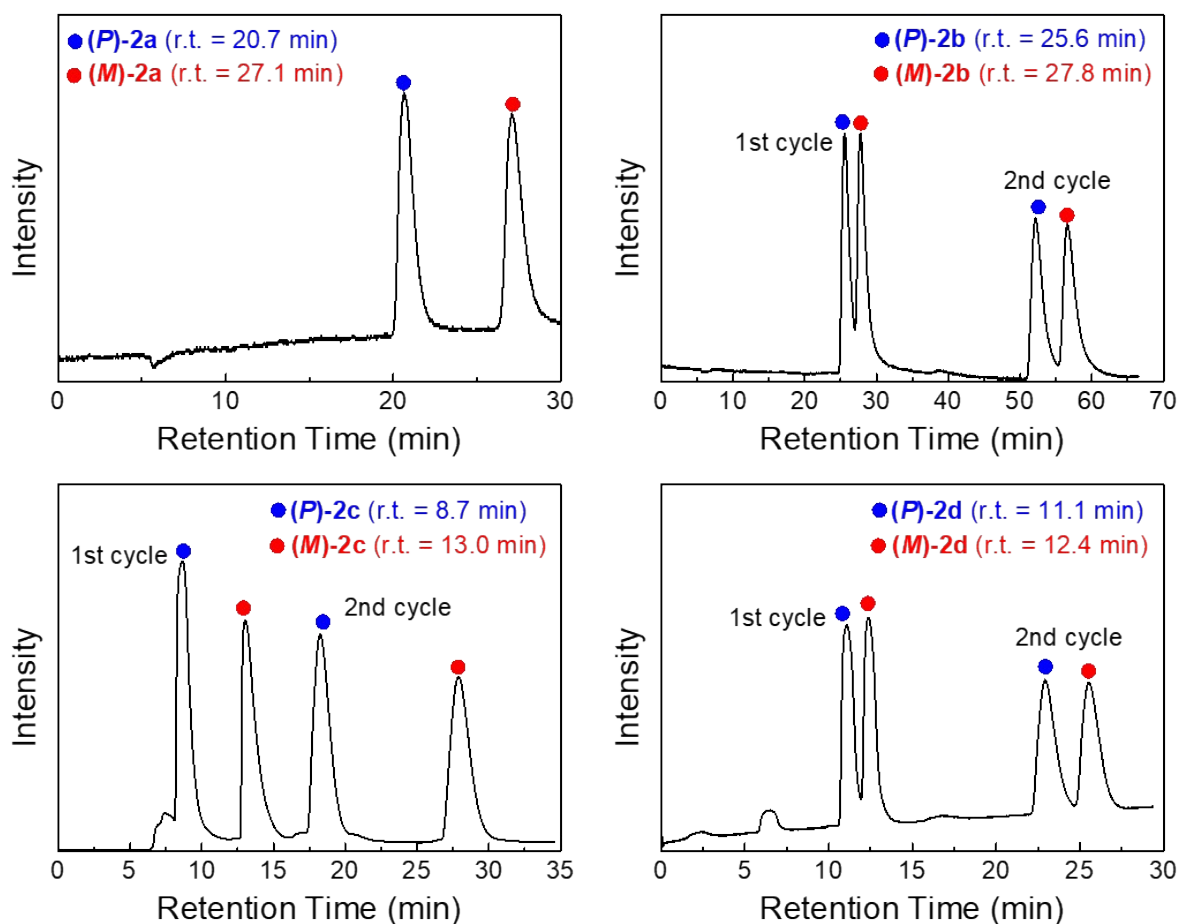 (P)-2a (r.t. = 20.7 min)
(M)-2a (r.t. = 27.1 min)
Intensity
0 10 20 30
Retention Time (min)
(P)-2b (r.t. = 25.6 min)
(M)-2b (r.t. = 27.8 min)
1st cycle
2nd cycle
Intensity
0 10 20 30 40 50 60 70
Retention Time (min)
(P)-2c (r.t. = 8.7 min)
(M)-2c (r.t. = 13.0 min)
1st cycle
2nd cycle
Intensity
0 5 10 15 20 25 30 35
Retention Time (min)
(P)-2d (r.t. = 11.1 min)
(M)-2d (r.t. = 12.4 min)
1st cycle
2nd cycle
Intensity
0 5 10 15 20 25 30
Retention Time (min)